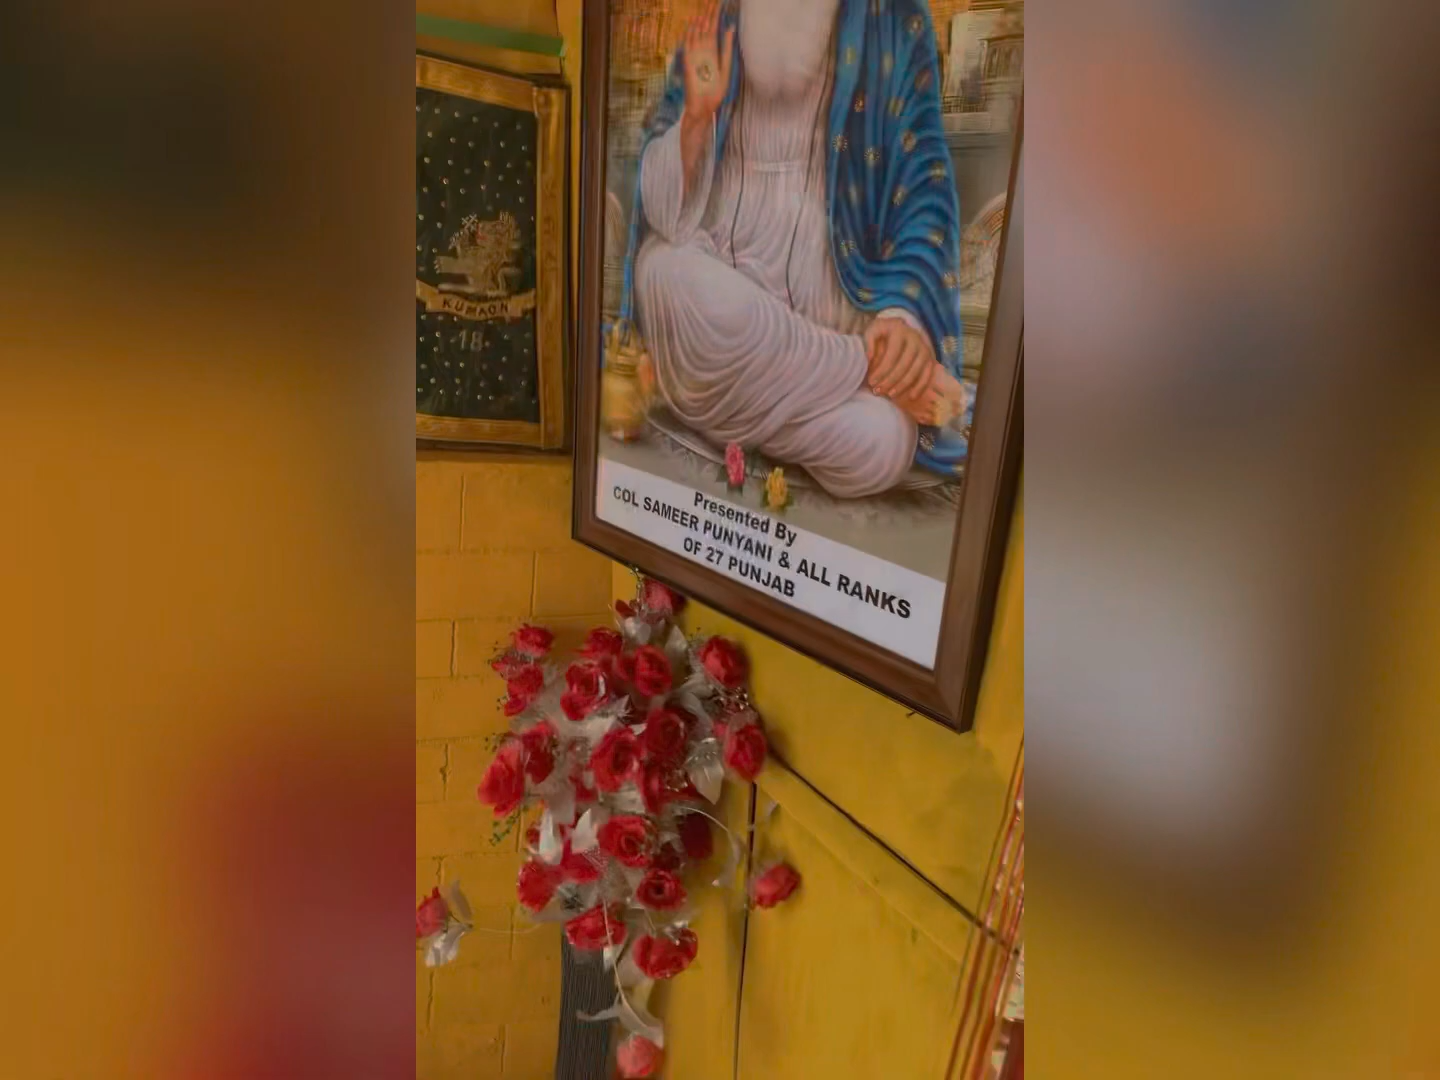 KUMAON
18
Presented By
COL SAMEER PUNYANI & ALL RANKS
OF 27 PUNJAB